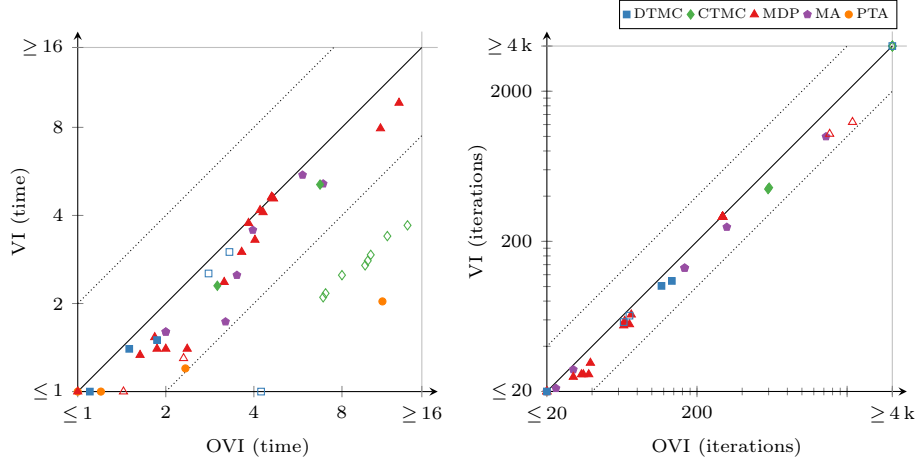 DTMC CTMC MDP MA PTA
≥ 16
8
4
2
≤ 1
VI (time)
≤ 1 2 4 8 ≥ 16
OVI (time)
≥ 4 k
2000
200
≤ 20
VI (iterations)
≤ 20 200 ≥ 4 k
OVI (iterations)